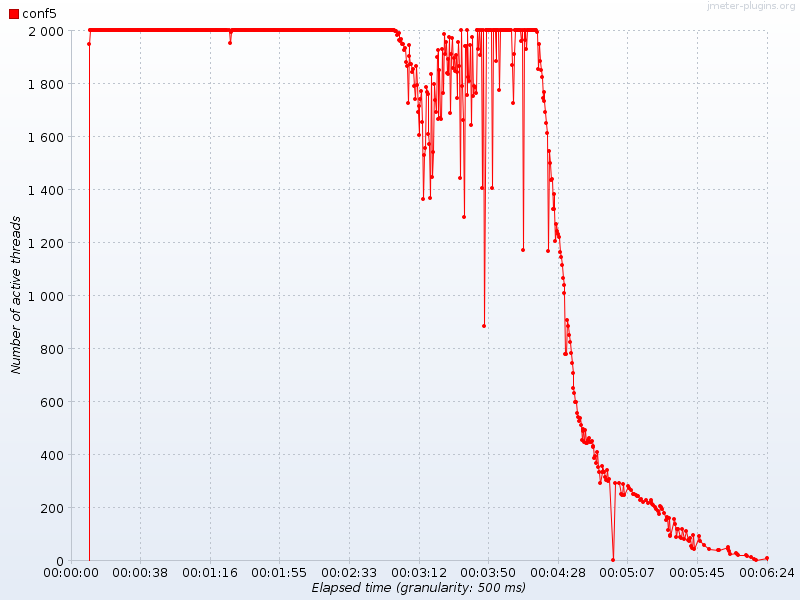 jmeter-plugins.org
conf5
2 000
1 800
1 600
1 400
1 200
1 000
800
600
400
200
0
Number of active threads
00:00:00 00:00:38 00:01:16 00:01:55 00:02:33 00:03:12 00:03:50 00:04:28 00:05:07 00:05:45 00:06:24
Elapsed time (granularity: 500 ms)